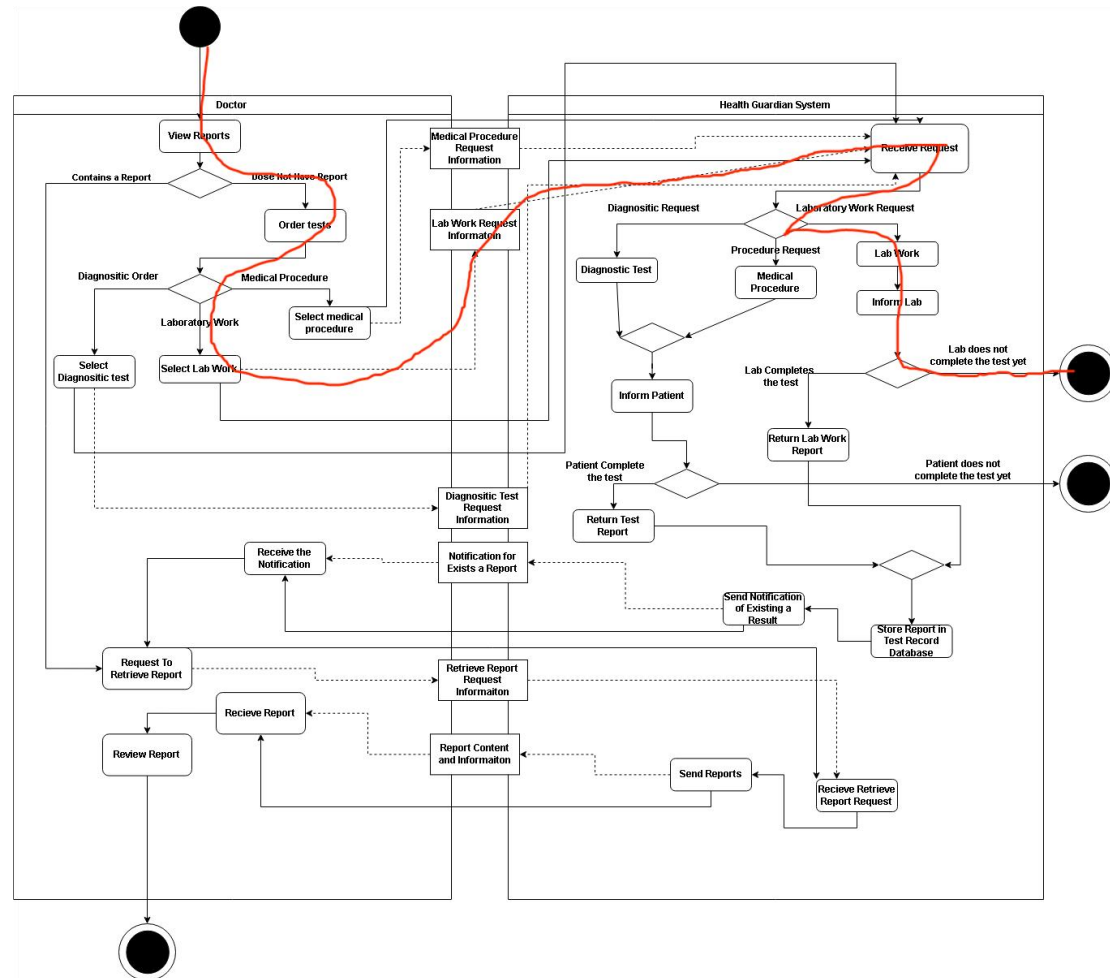 Doctor
Health Guardian System
View Reports
Medical Procedure
Request
Information
Receive Request
Contains a Report
Dose Not Have Report
Order tests
Lab Work Request
Informatoin
Diagnositic Request
Laboratory Work Request
Procedure Request
Lab Work
Diagnostic Test
Medical
Procedure
Diagnositic Order
Medical Procedure
Select medical
procedure
Inform Lab
Laboratory Work
Select
Diagnositic test
Select Lab Work
Lab does not
complete the test yet
Lab Completes
the test
Inform Patient
Return Lab Work
Report
Patient Complete
the test
Patient does not
complete the test yet
Diagnositic Test
Request
Information
Return Test
Report
Receive the
Notification
Notification for
Exists a Report
Send Notification
of Existing a
Result
Store Report in
Test Record
Database
Request To
Retrieve Report
Retrieve Report
Request
Informaiton
Recieve Report
Review Report
Report Content
and Informaiton
Send Reports
Recieve Retrieve
Report Request